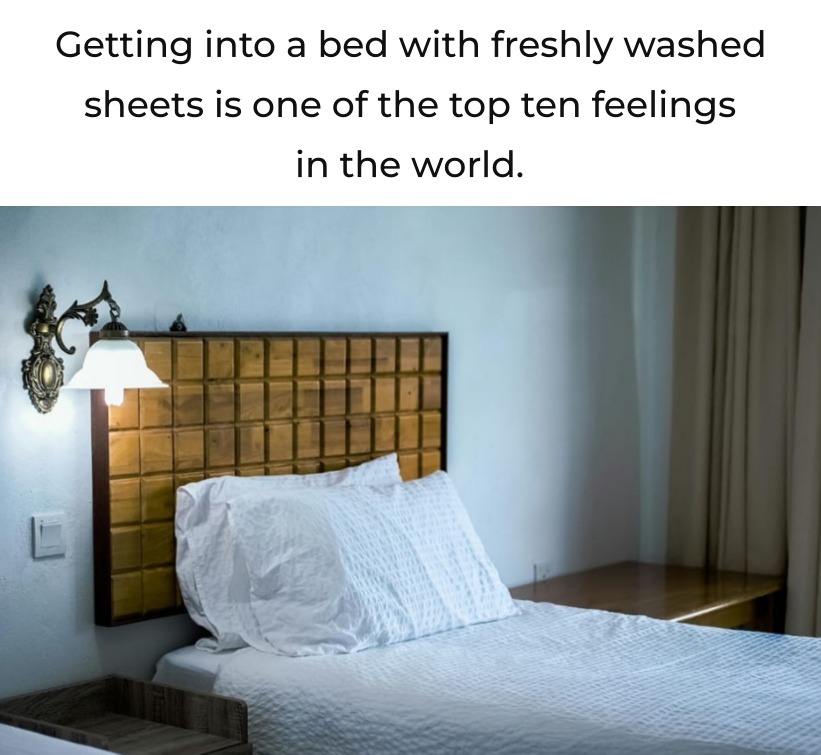 Getting into a bed with freshly washed
sheets is one of the top ten feelings
in the world.